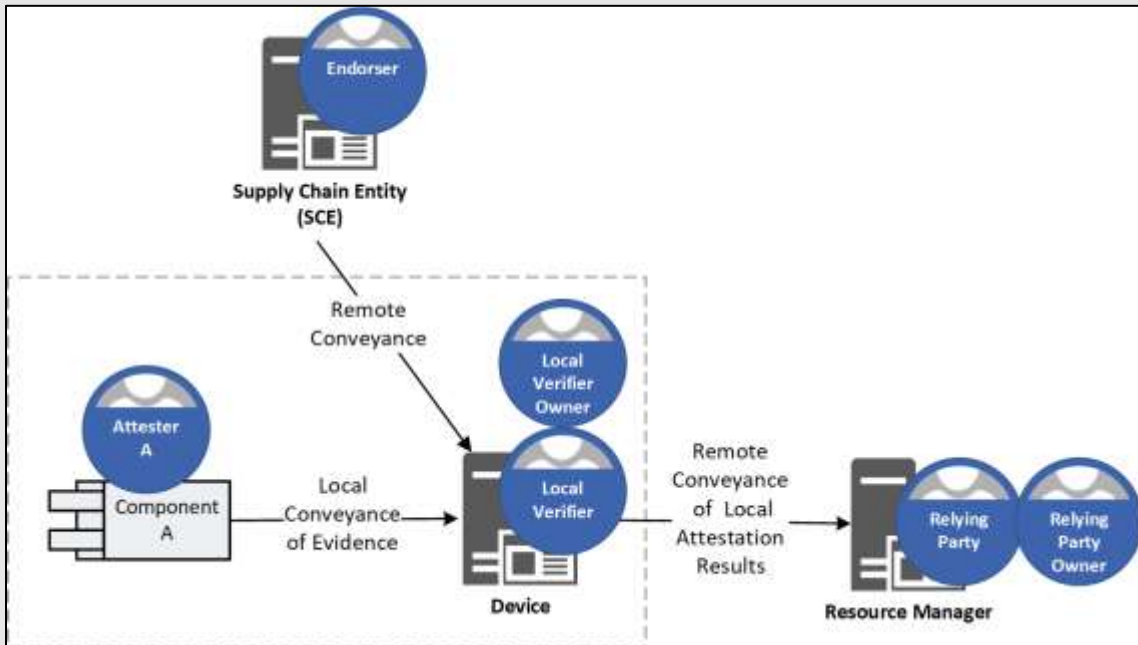 Endorser
Supply Chain Entity
(SCE)
Remote
Conveyance
Local
Verifier
Owner
Attester
A
Component
A
Local
Conveyance
of Evidence
Local
Verifier
Device
Remote
Conveyance
of Local
Attestation
Results
Relying
Party
Relying
Party
Owner
Resource Manager